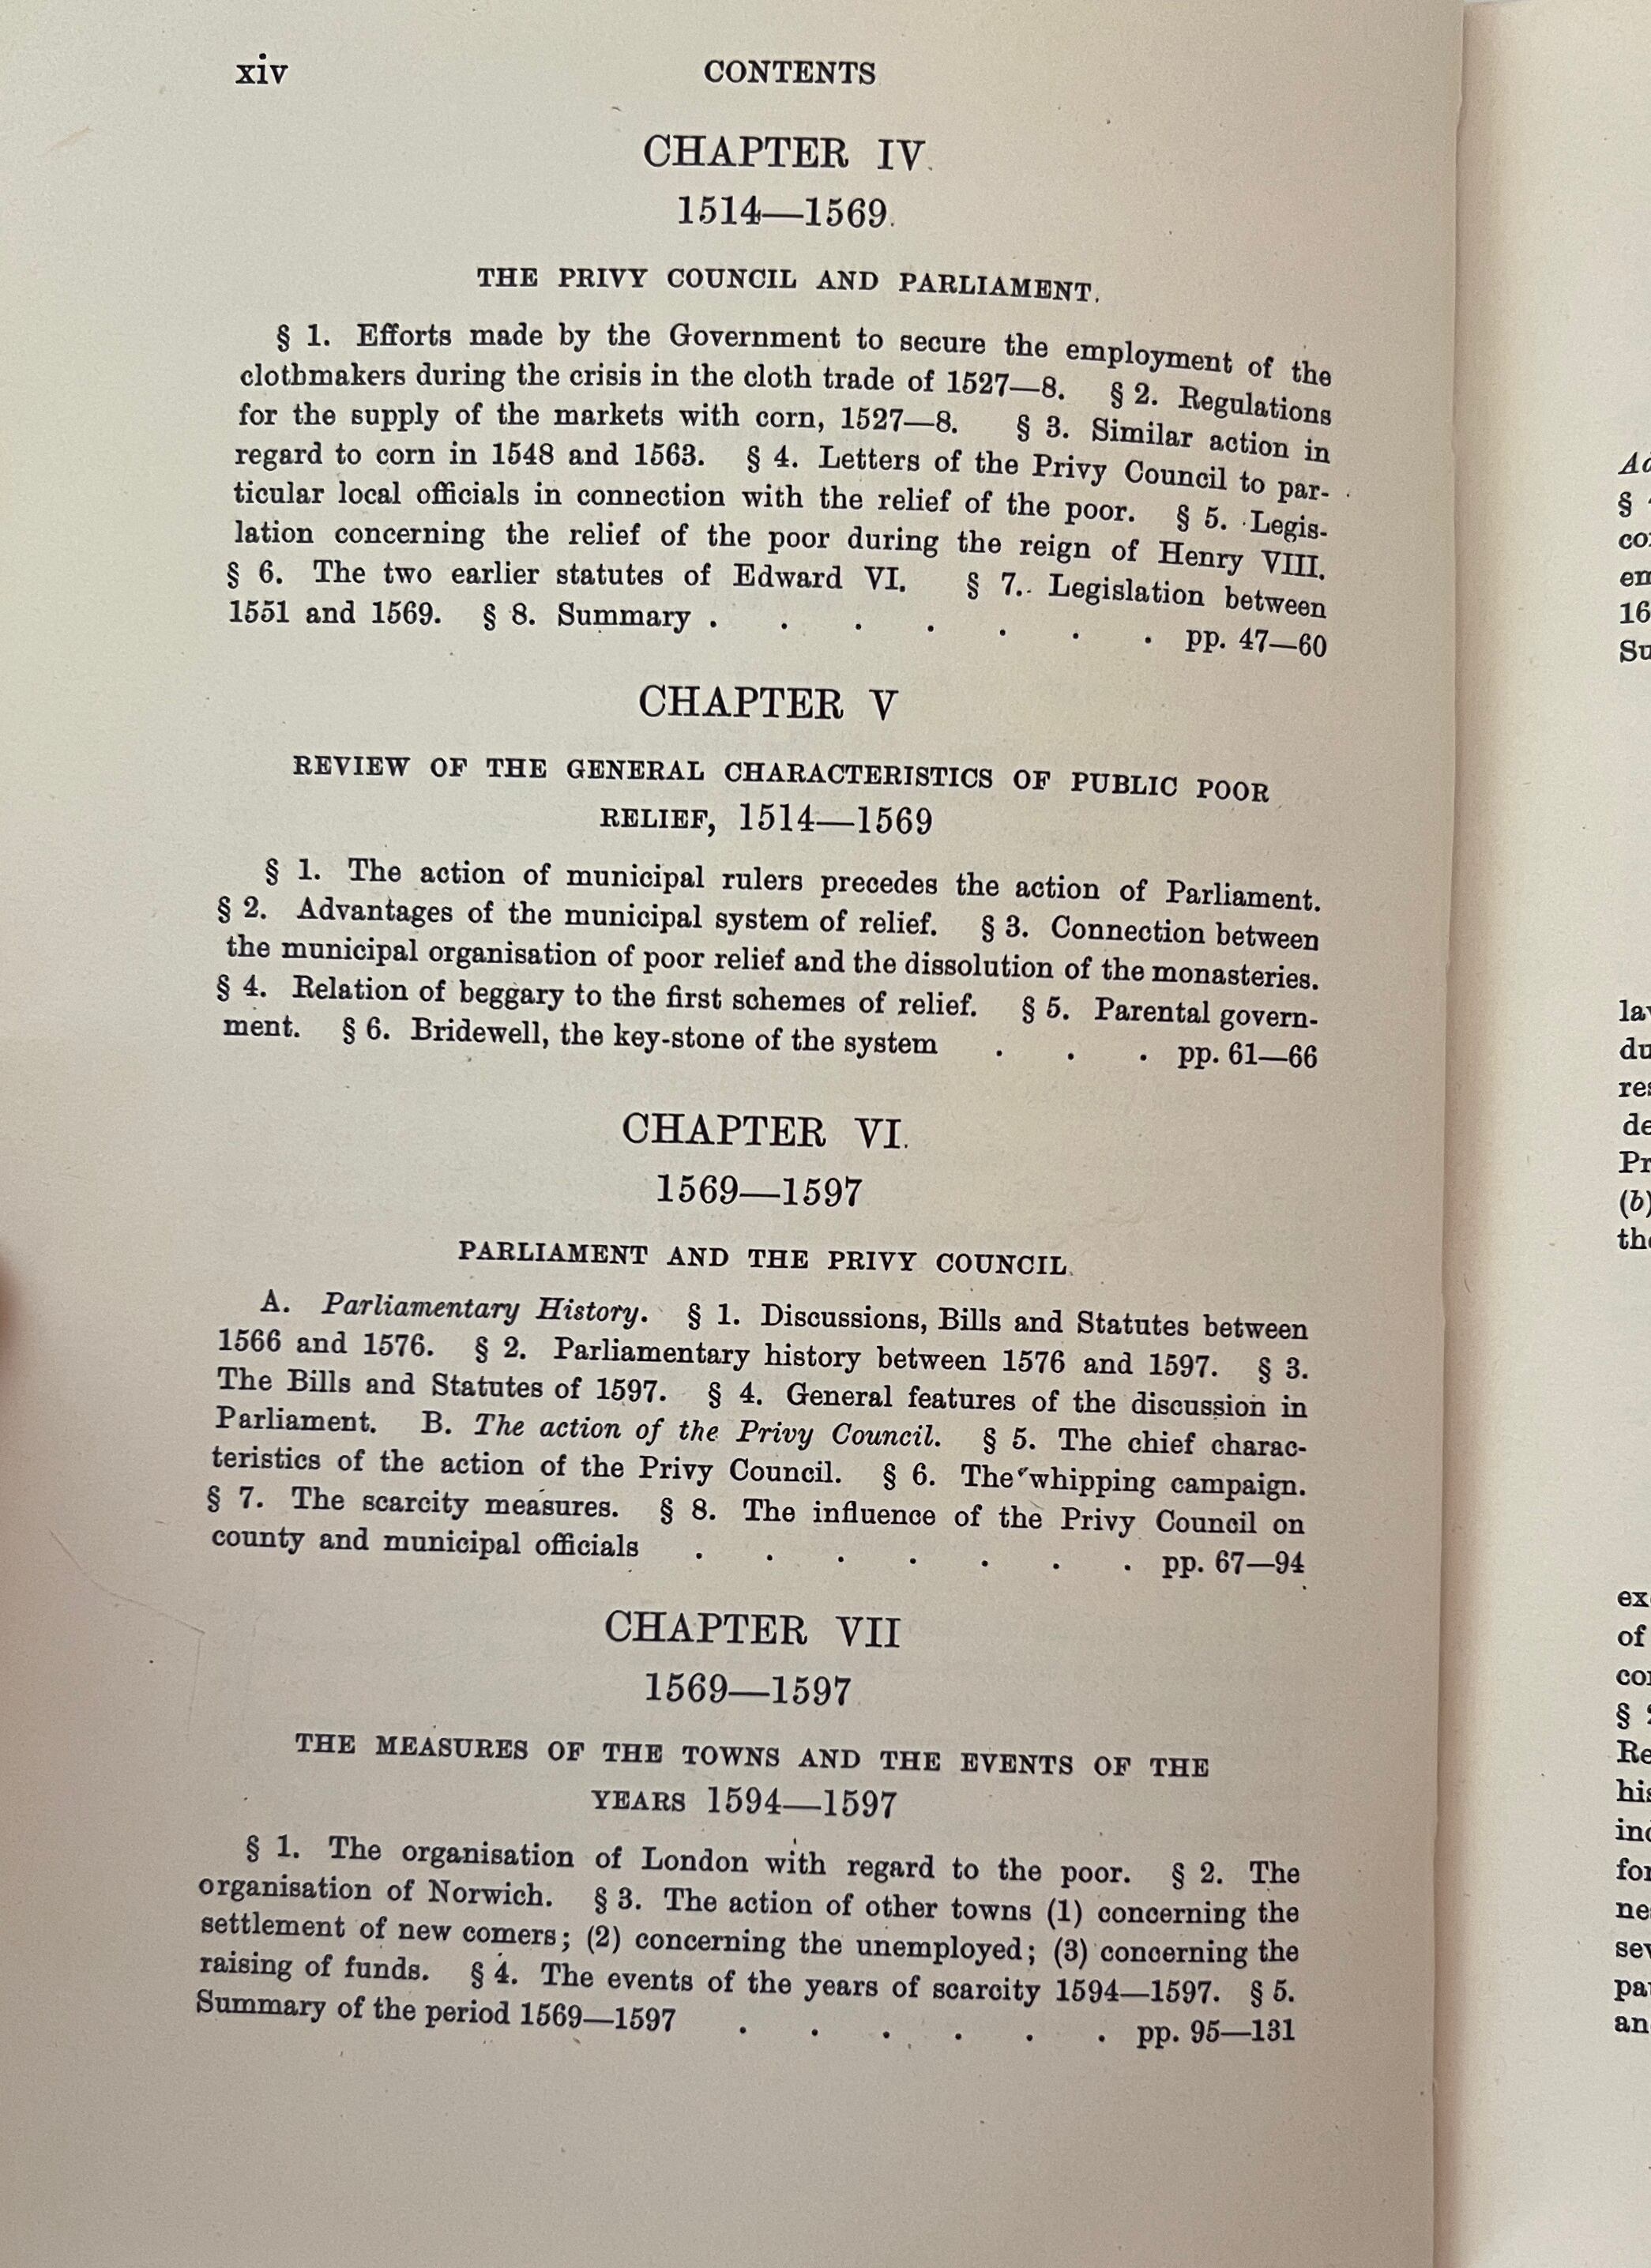 xiv
CONTENTS
CHAPTER IV.
1514—1569.
THE PRIVY COUNCIL AND PARLIAMENT.
§ 1. Efforts made by the Government to secure the employment of the
clothmakers during the crisis in the cloth trade of 1527—8. § 2. Regulations
for the supply of the markets with corn, 1527—8. § 3. Similar action in
regard to corn in 1548 and 1563. § 4. Letters of the Privy Council to par-
ticular local officials in connection with the relief of the poor. § 5. Legis-
lation concerning the relief of the poor during the reign of Henry VIII.
§ 6. The two earlier statutes of Edward VI. § 7. Legislation between
1551 and 1569. § 8. Summary . . . . . . . pp. 47—60
CHAPTER V
REVIEW OF THE GENERAL CHARACTERISTICS OF PUBLIC POOR
RELIEF, 1514—1569
§ 1. The action of municipal rulers precedes the action of Parliament.
§ 2. Advantages of the municipal system of relief. § 3. Connection between
the municipal organisation of poor relief and the dissolution of the monasteries.
§ 4. Relation of beggary to the first schemes of relief. § 5. Parental govern-
ment. § 6. Bridewell, the key-stone of the system . . . pp. 61—66
CHAPTER VI.
1569—1597
PARLIAMENT AND THE PRIVY COUNCIL.
A. Parliamentary History. § 1. Discussions, Bills and Statutes between
1566 and 1576. § 2. Parliamentary history between 1576 and 1597. § 3.
The Bills and Statutes of 1597. § 4. General features of the discussion in
Parliament. B. The action of the Privy Council. § 5. The chief charac-
teristics of the action of the Privy Council. § 6. The whipping campaign.
§ 7. The scarcity measures. § 8. The influence of the Privy Council on
county and municipal officials . . . . . . . pp. 67—94
CHAPTER VII
1569—1597
THE MEASURES OF THE TOWNS AND THE EVENTS OF THE
YEARS 1594—1597
§ 1. The organisation of London with regard to the poor. § 2. The
organisation of Norwich. § 3. The action of other towns (1) concerning the
settlement of new comers; (2) concerning the unemployed; (3) concerning the
raising of funds. § 4. The events of the years of scarcity 1594—1597. § 5.
Summary of the period 1569—1597 . . . . . . pp. 95—131